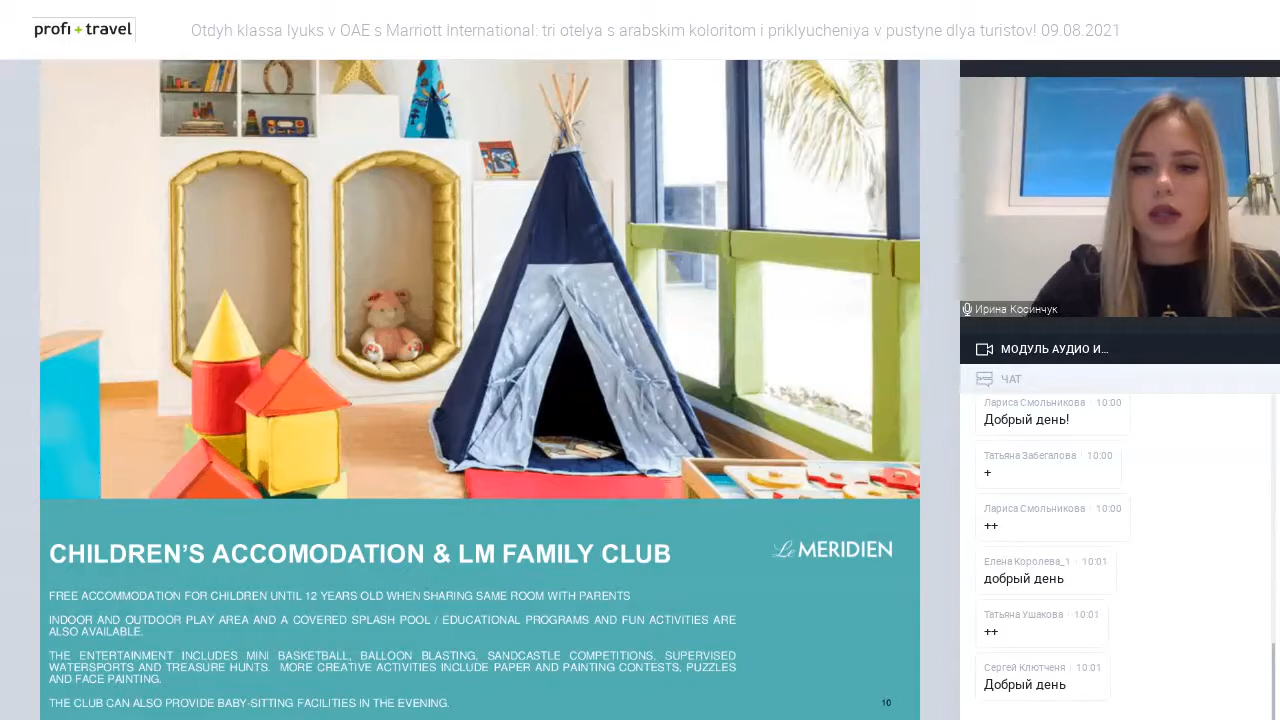 profi + travel
Otdyh klassa lyuks v OAE s Marriott International: tri otelya s arabskim koloritom i priklyucheniya v pustyne dlya turistov! 09.08.2021
CHILDREN'S ACCOMODATION & LM FAMILY CLUB
Le MERIDIEN
FREE ACCOMMODATION FOR CHILDREN UNTIL 12 YEARS OLD WHEN SHARING SAME ROOM WITH PARENTS
INDOOR AND OUTDOOR PLAY AREA AND A COVERED SPLASH POOL / EDUCATIONAL PROGRAMS AND FUN ACTIVITIES ARE
ALSO AVAILABLE.
THE ENTERTAINMENT INCLUDES MINI BASKETBALL, BALLOON BLASTING, SANDCASTLE COMPETITIONS, SUPERVISED
WATERSPORTS AND TREASURE HUNTS. MORE CREATIVE ACTIVITIES INCLUDE PAPER AND PAINTING CONTESTS, PUZZLES
AND FACE PAINTING.
THE CLUB CAN ALSO PROVIDE BABY-SITTING FACILITIES IN THE EVENING.
10
Ирина Косинчук
МОДУЛЬ АУДИО И...
ЧАТ
Лариса Смольникова · 10:00
Добрый день!
Татьяна Забегалова · 10:00
+
Лариса Смольникова · 10:00
++
Елена Королева_1 · 10:01
добрый день
Татьяна Ушакова · 10:01
++
Сергей Клютченя · 10:01
Добрый день